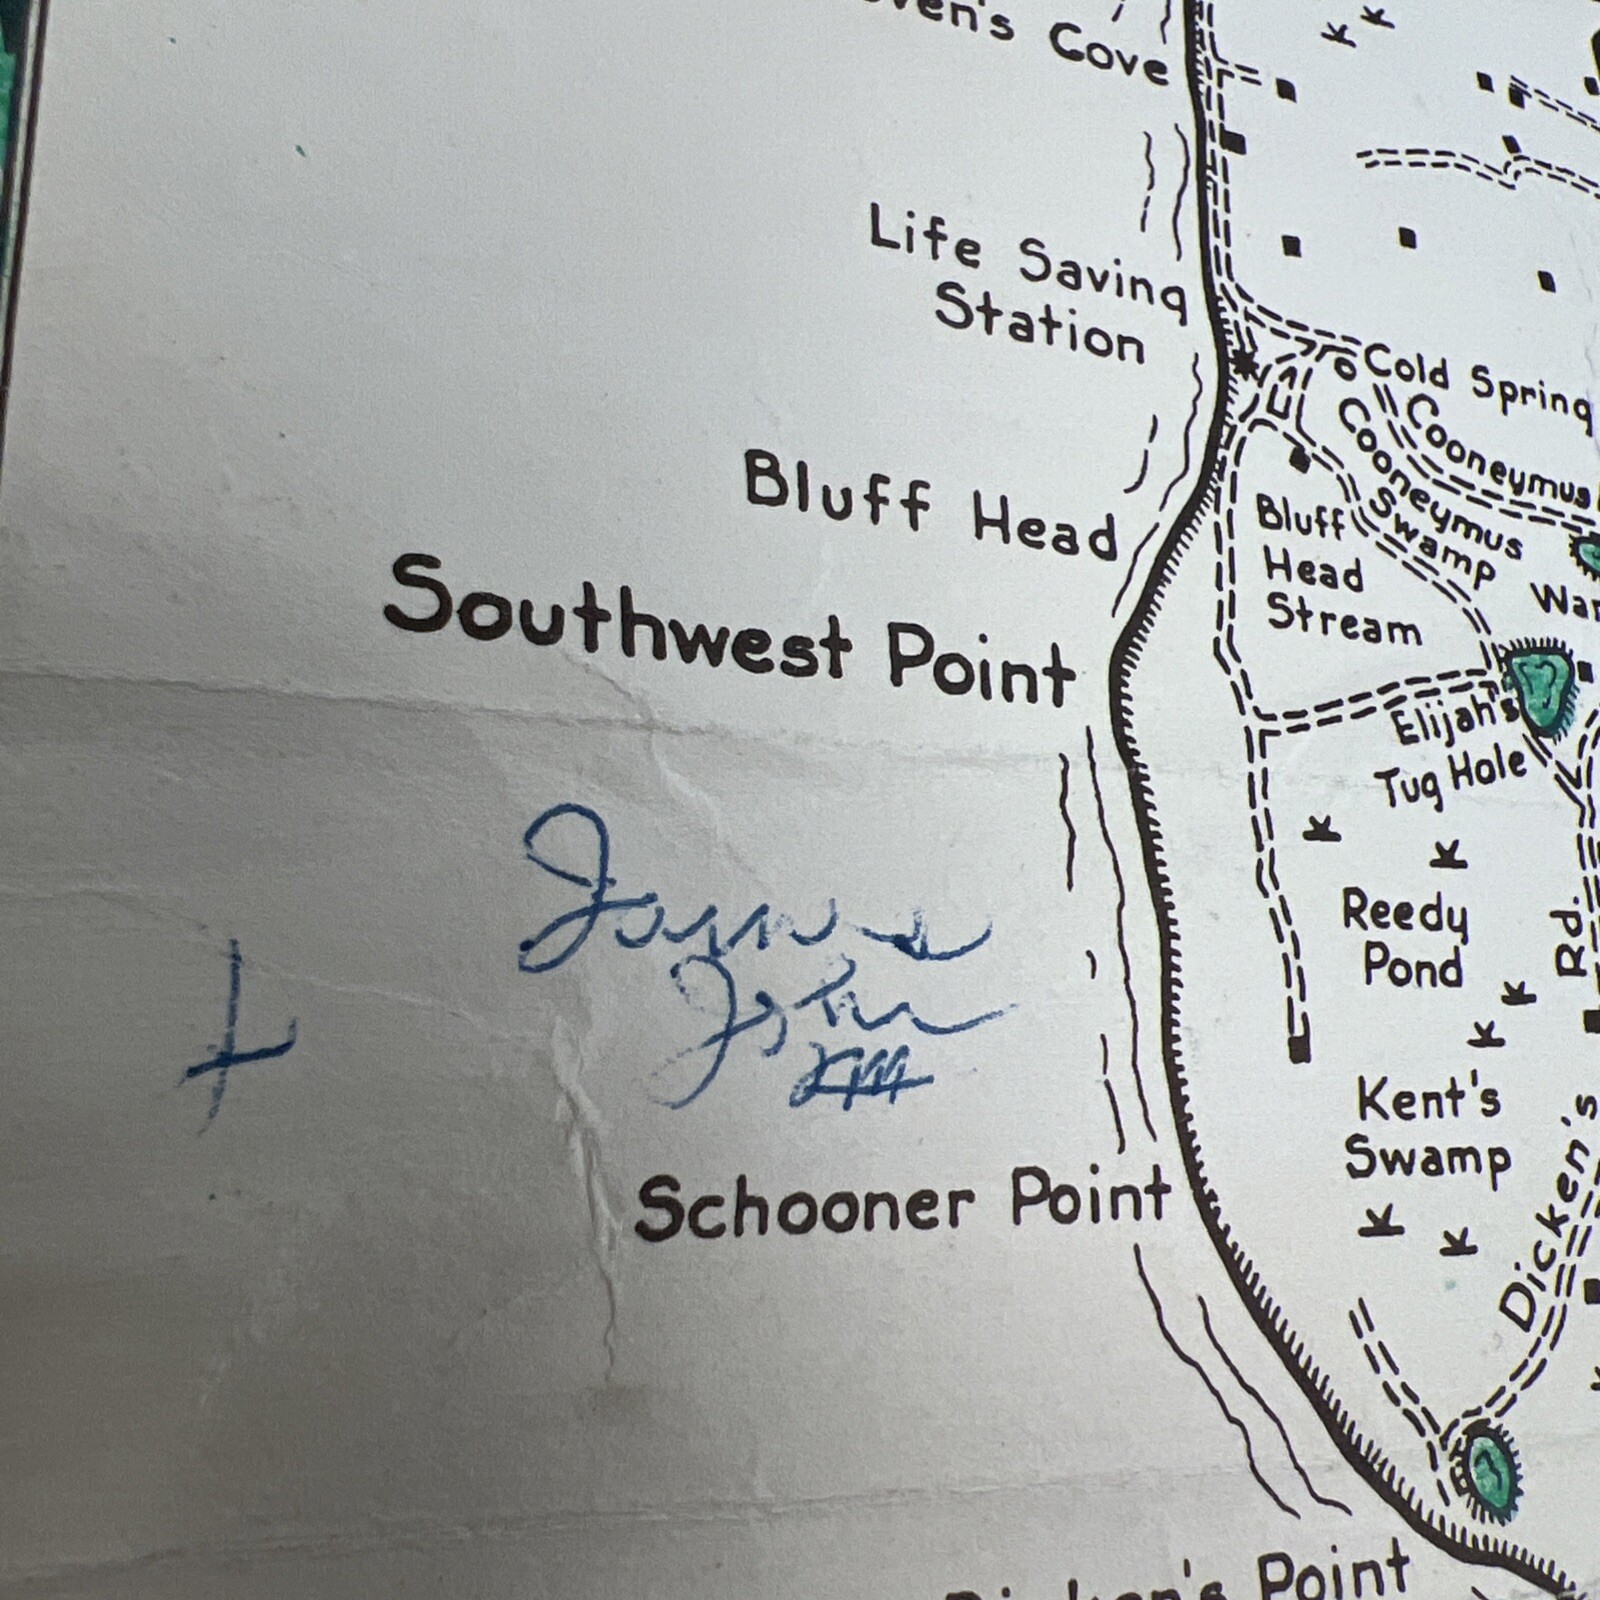 Cove
Life Saving
Station
Cold Spring
Cooneymus
Cooneymus
Swamp
Bluff Head
Bluff
Head
Stream
Southwest Point
Elijah's
Tug Hole
Reedy
Pond
Rd.
John
Kent's
Swamp
Schooner Point
Dicken's
Point